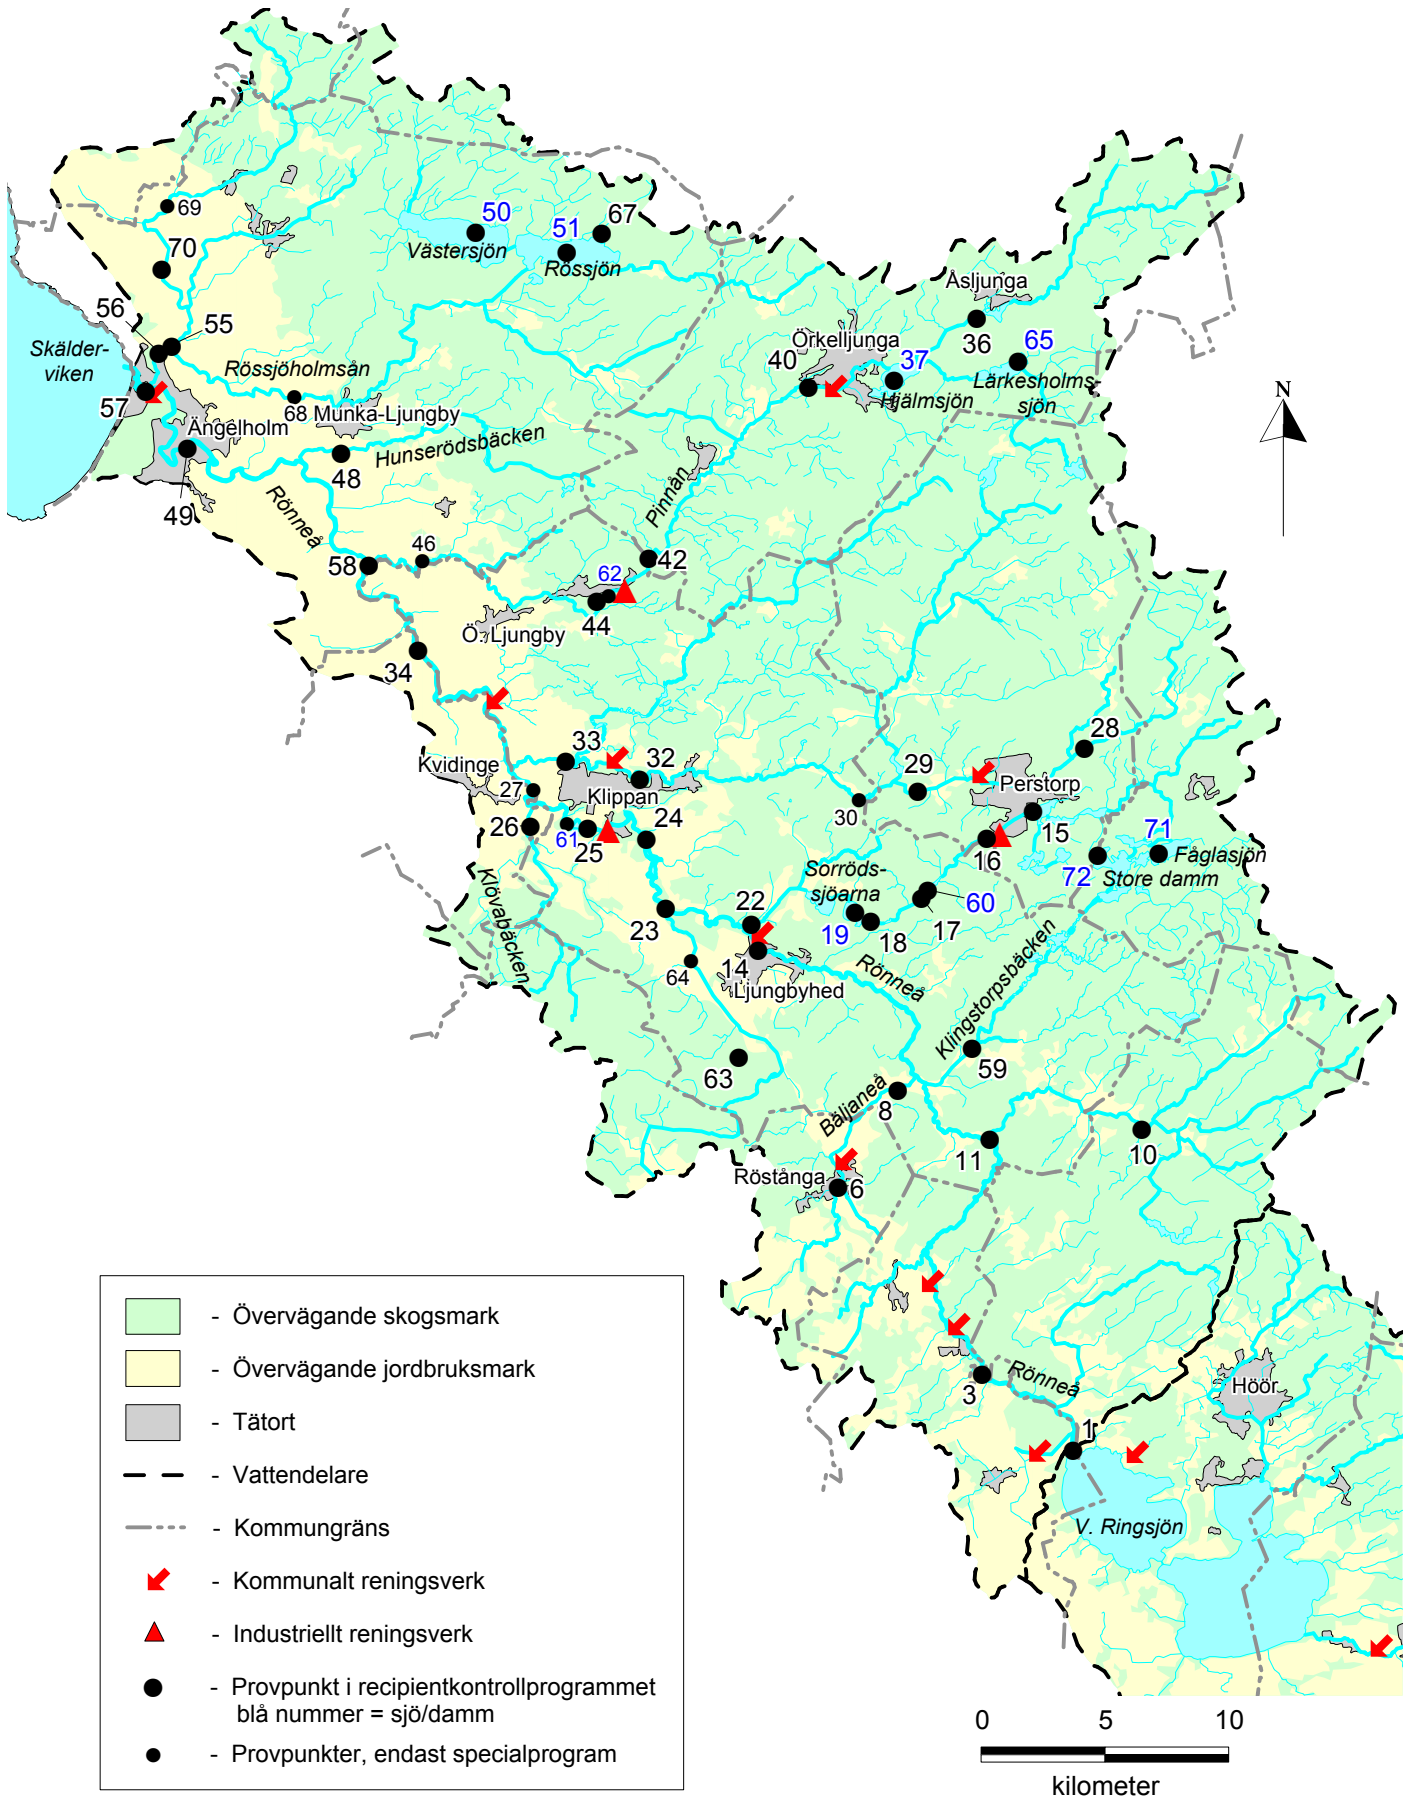 69
70
50
Västersjön
51
Rössjön
67
56
55
Skälder-
viken
57
Rössjöholmsån
68
Munka-Ljungby
Ängelholm
Hunserödsbäcken
48
49
Rönneå
Åsljunga
36
Örkelljunga
40
37
Hjälmsjön
65
Lärkesholms-
sjön
N
Pinnån
58
46
62
42
44
Ö. Ljungby
34
33
32
Kvidinge
27
Klippan
26
61
25
24
Klövabäcken
29
30
28
Perstorp
15
16
71
Fåglasjön
72
Store damm
Sorröds-
sjöarna
60
19
18
17
22
23
14
Ljungbyhed
64
Rönneå
Klingstorpsbäcken
63
59
Bäljaneå
8
11
10
Röstånga
6
Rönneå
3
1
Höör
V. Ringsjön
- Övervägande skogsmark
- Övervägande jordbruksmark
- Tätort
- Vattendelare
- Kommungräns
- Kommunalt reningsverk
- Industriellt reningsverk
- Provpunkt i recipientkontrollprogrammet
blå nummer = sjö/damm
- Provpunkter, endast specialprogram
0 5 10
kilometer